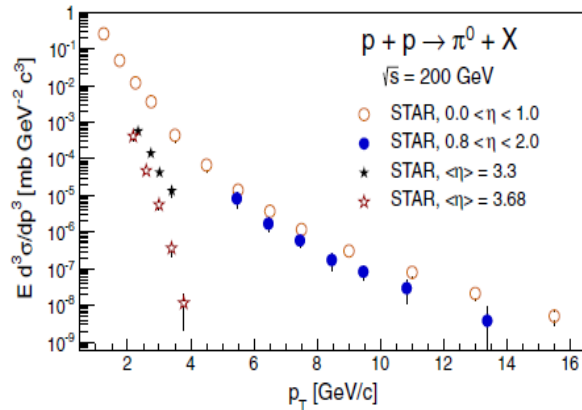 p + p → π⁰ + X
√s = 200 GeV
STAR, 0.0 < η < 1.0
STAR, 0.8 < η < 2.0
STAR, <η> = 3.3
STAR, <η> = 3.68
E d³σ/dp³ [mb GeV⁻² c³]
1
10⁻¹
10⁻²
10⁻³
10⁻⁴
10⁻⁵
10⁻⁶
10⁻⁷
10⁻⁸
10⁻⁹
2 4 6 8 10 12 14 16
p_T [GeV/c]